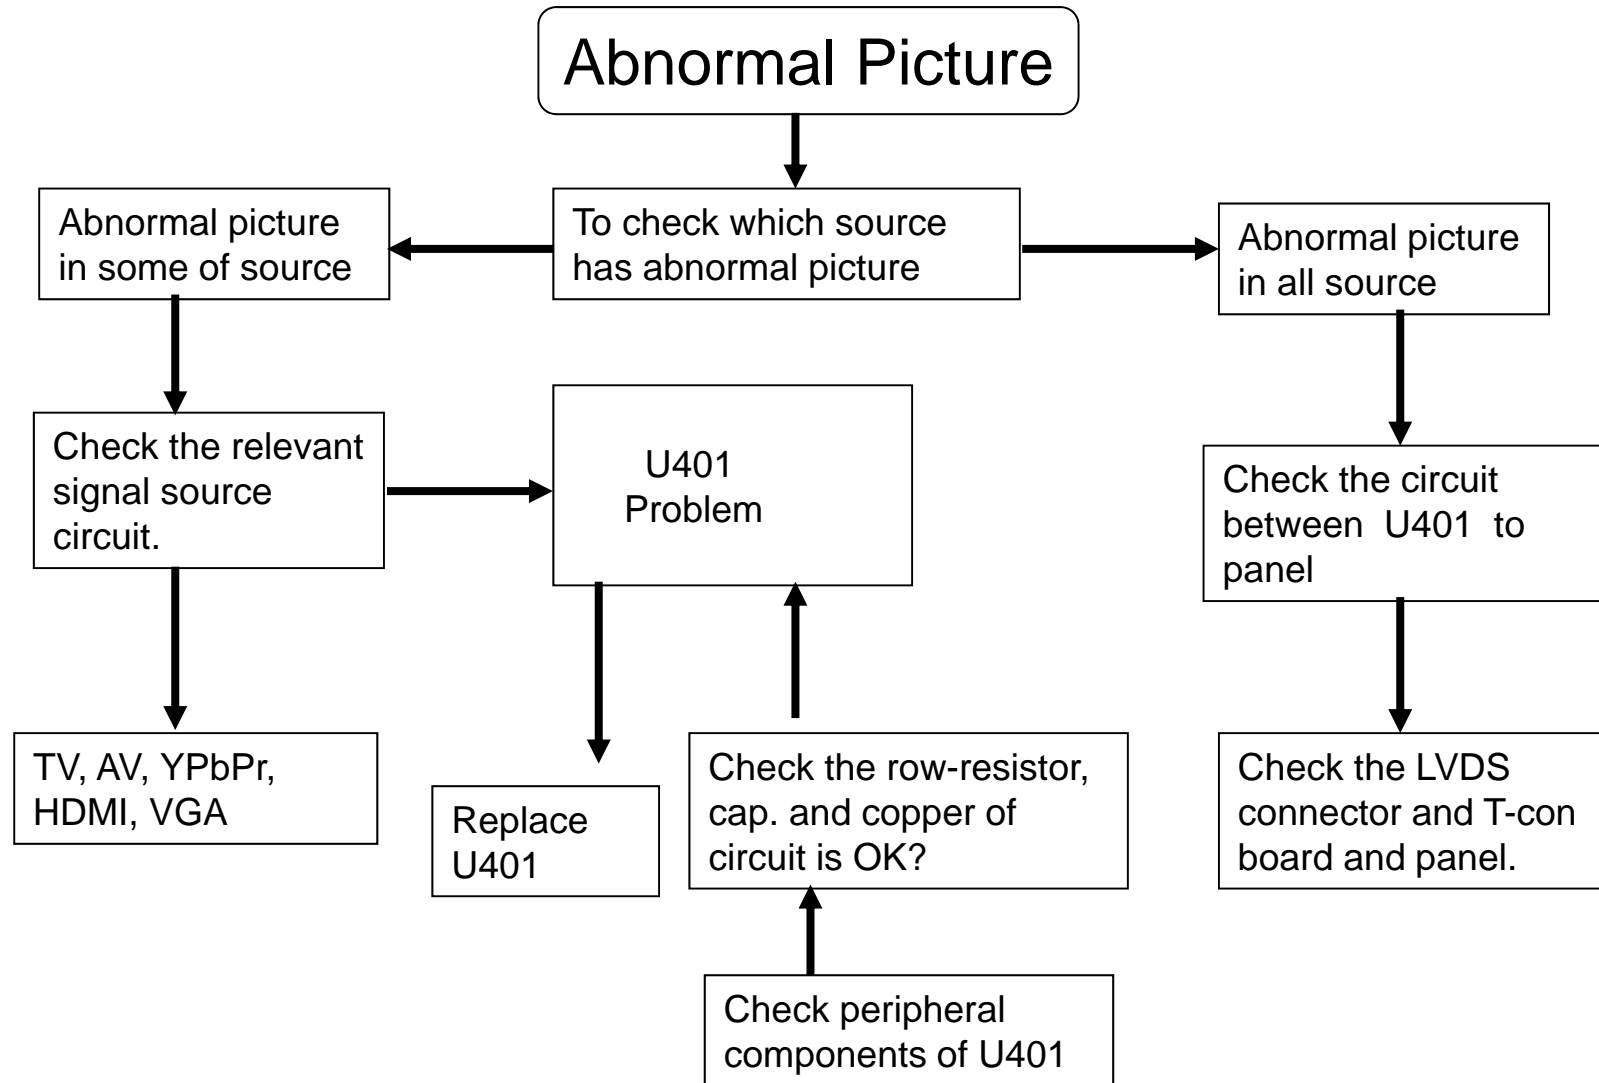 Abnormal Picture
Abnormal picture
in some of source
To check which source
has abnormal picture
Abnormal picture
in all source
Check the relevant
signal source
circuit.
U401
Problem
Check the circuit
between U401 to
panel
TV, AV, YPbPr,
HDMI, VGA
Replace
U401
Check the row-resistor,
cap. and copper of
circuit is OK?
Check the LVDS
connector and T-con
board and panel.
Check peripheral
components of U401